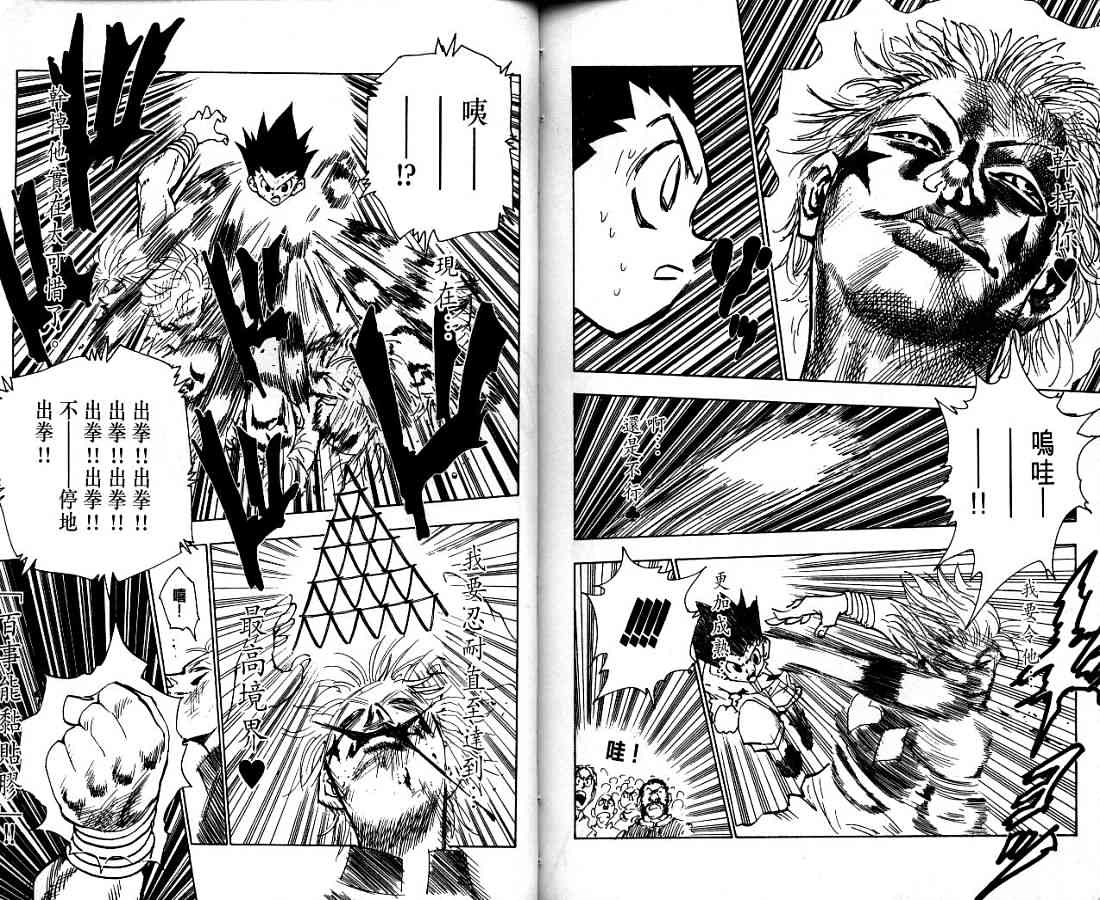 幹掉你♥
嗚哇—
——
——!!
啊…
還是不行♠
我要令他
更加成熟…
!!!!
哇！
咦——
——
——!?
現在…
幹掉他實在太可惜了…
出拳!!出拳!!
出拳!!出拳!!
出拳!!出拳!!
不——停地
出拳!!
我要忍耐直至達到…
最高境界！♥
嗚！
「百事能黏貼膠」!!